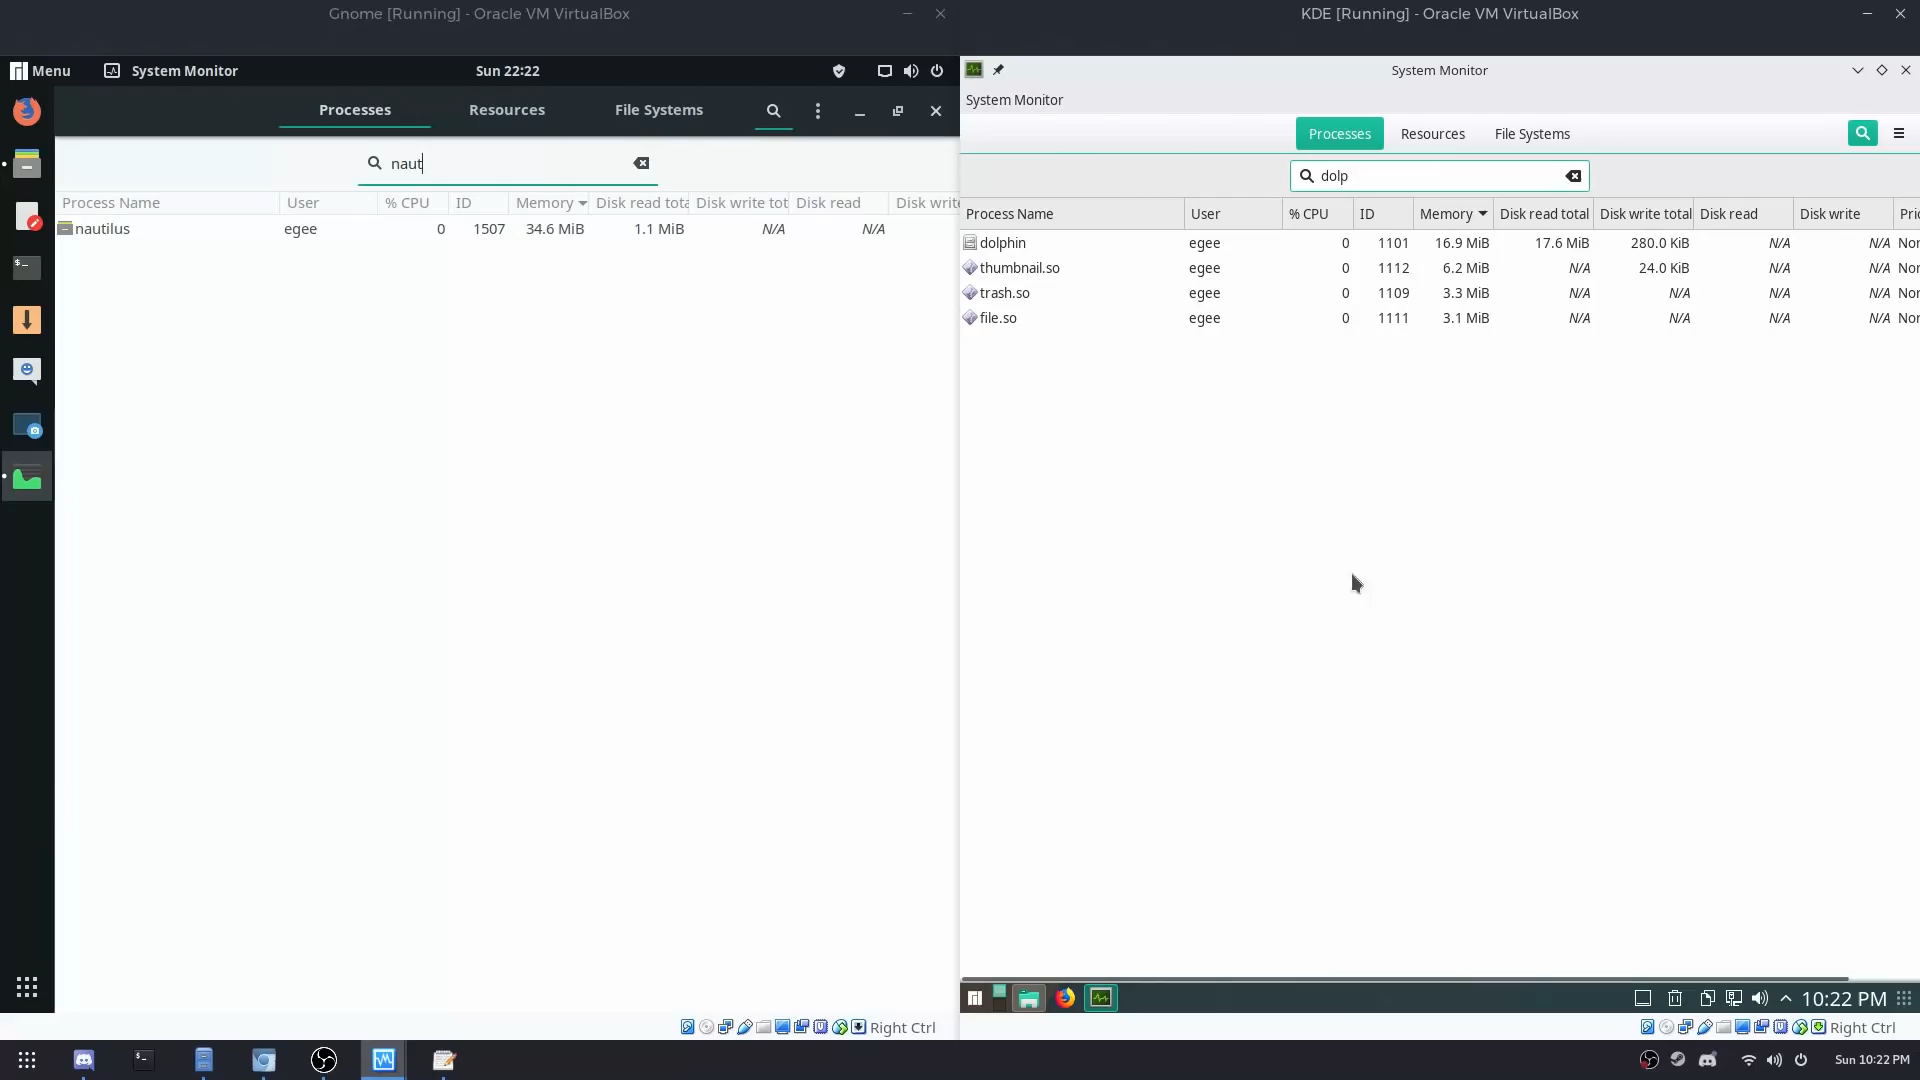 Gnome [Running] - Oracle VM VirtualBox
Menu System Monitor Sun 22:22
Processes Resources File Systems
naut
Process Name User % CPU ID Memory Disk read tota Disk write tot Disk read Disk write
nautilus egee 0 1507 34.6 MiB 1.1 MiB N/A N/A
Right Ctrl
KDE [Running] - Oracle VM VirtualBox
System Monitor
System Monitor
Processes Resources File Systems
dolp
Process Name User % CPU ID Memory Disk read total Disk write total Disk read Disk write Pric
dolphin egee 0 1101 16.9 MiB 17.6 MiB 280.0 KiB N/A N/A Nor
thumbnail.so egee 0 1112 6.2 MiB N/A 24.0 KiB N/A N/A Nor
trash.so egee 0 1109 3.3 MiB N/A N/A N/A N/A Nor
file.so egee 0 1111 3.1 MiB N/A N/A N/A N/A Nor
10:22 PM
Right Ctrl
Sun 10:22 PM